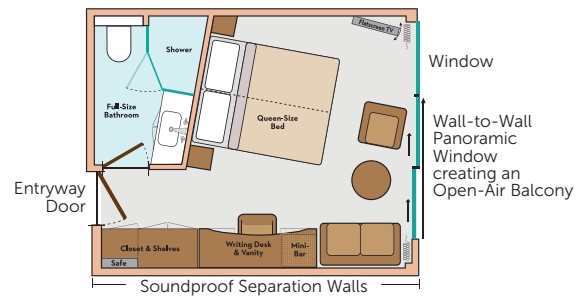 Flatscreen TV
Shower
Window
Full-Size
Bathroom
Queen-Size
Bed
Wall-to-Wall
Panoramic
Window
creating an
Open-Air Balcony
Entryway
Door
Closet & Shelves
Writing Desk
& Vanity
Mini-
Bar
Safe
Soundproof Separation Walls